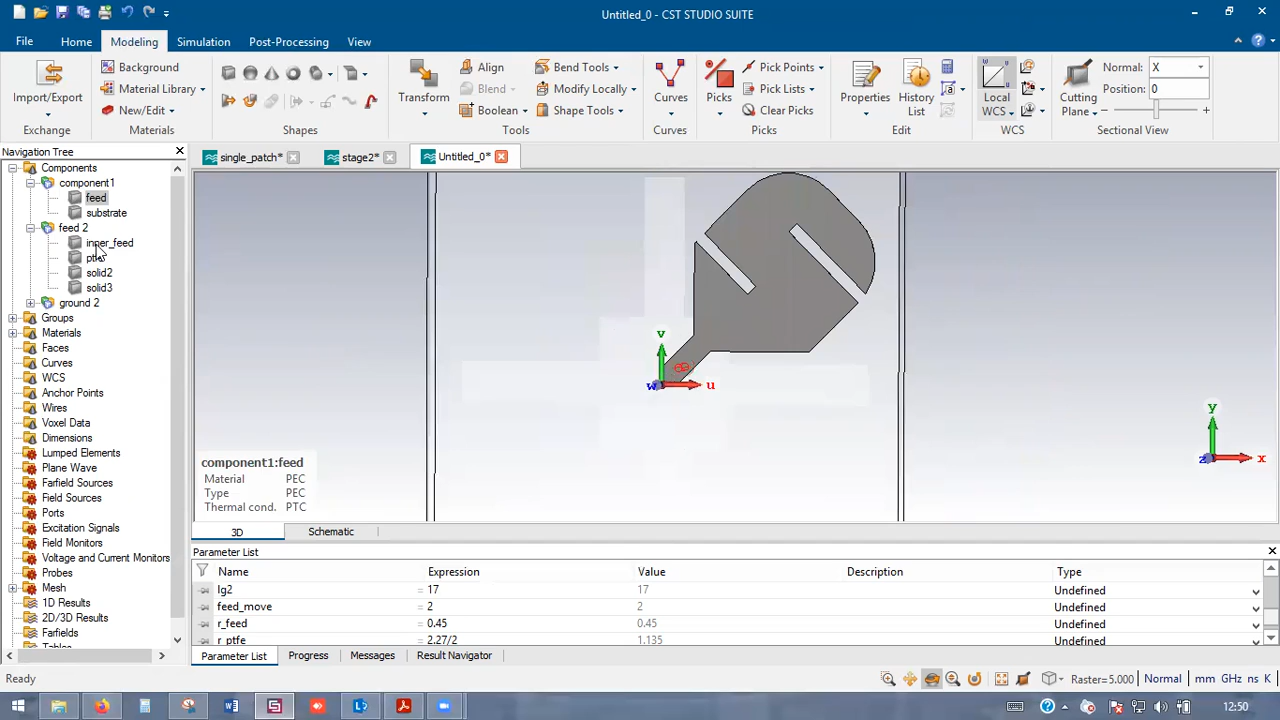 Untitled_0 - CST STUDIO SUITE
File Home Modeling Simulation Post-Processing View
Import/Export
Exchange
Background
Material Library
New/Edit
Materials
Shapes
Transform
Align
Blend
Boolean
Bend Tools
Modify Locally
Shape Tools
Tools
Curves
Curves
Picks
Pick Points
Pick Lists
Clear Picks
Picks
Properties
History List
Edit
Local WCS
WCS
Cutting Plane
Normal: X
Position: 0
Sectional View
Navigation Tree
single_patch* stage2* Untitled_0*
Components
component1
feed
substrate
feed 2
inner_feed
solid2
solid3
ground 2
Groups
Materials
Faces
Curves
WCS
Anchor Points
Wires
Voxel Data
Dimensions
Lumped Elements
Plane Wave
Farfield Sources
Field Sources
Ports
Excitation Signals
Field Monitors
Voltage and Current Monitors
Probes
Mesh
1D Results
2D/3D Results
Farfields
v
w u
y
z x
component1:feed
Material PEC
Type PEC
Thermal cond. PTC
3D Schematic
Parameter List
Name Expression Value Description Type
lg2 = 17 17 Undefined
feed_move = 2 2 Undefined
r_feed = 0.45 0.45 Undefined
r_ptfe = 2.27/2 1.135 Undefined
Parameter List Progress Messages Result Navigator
Ready Raster=5.000 Normal mm GHz ns K
12:50